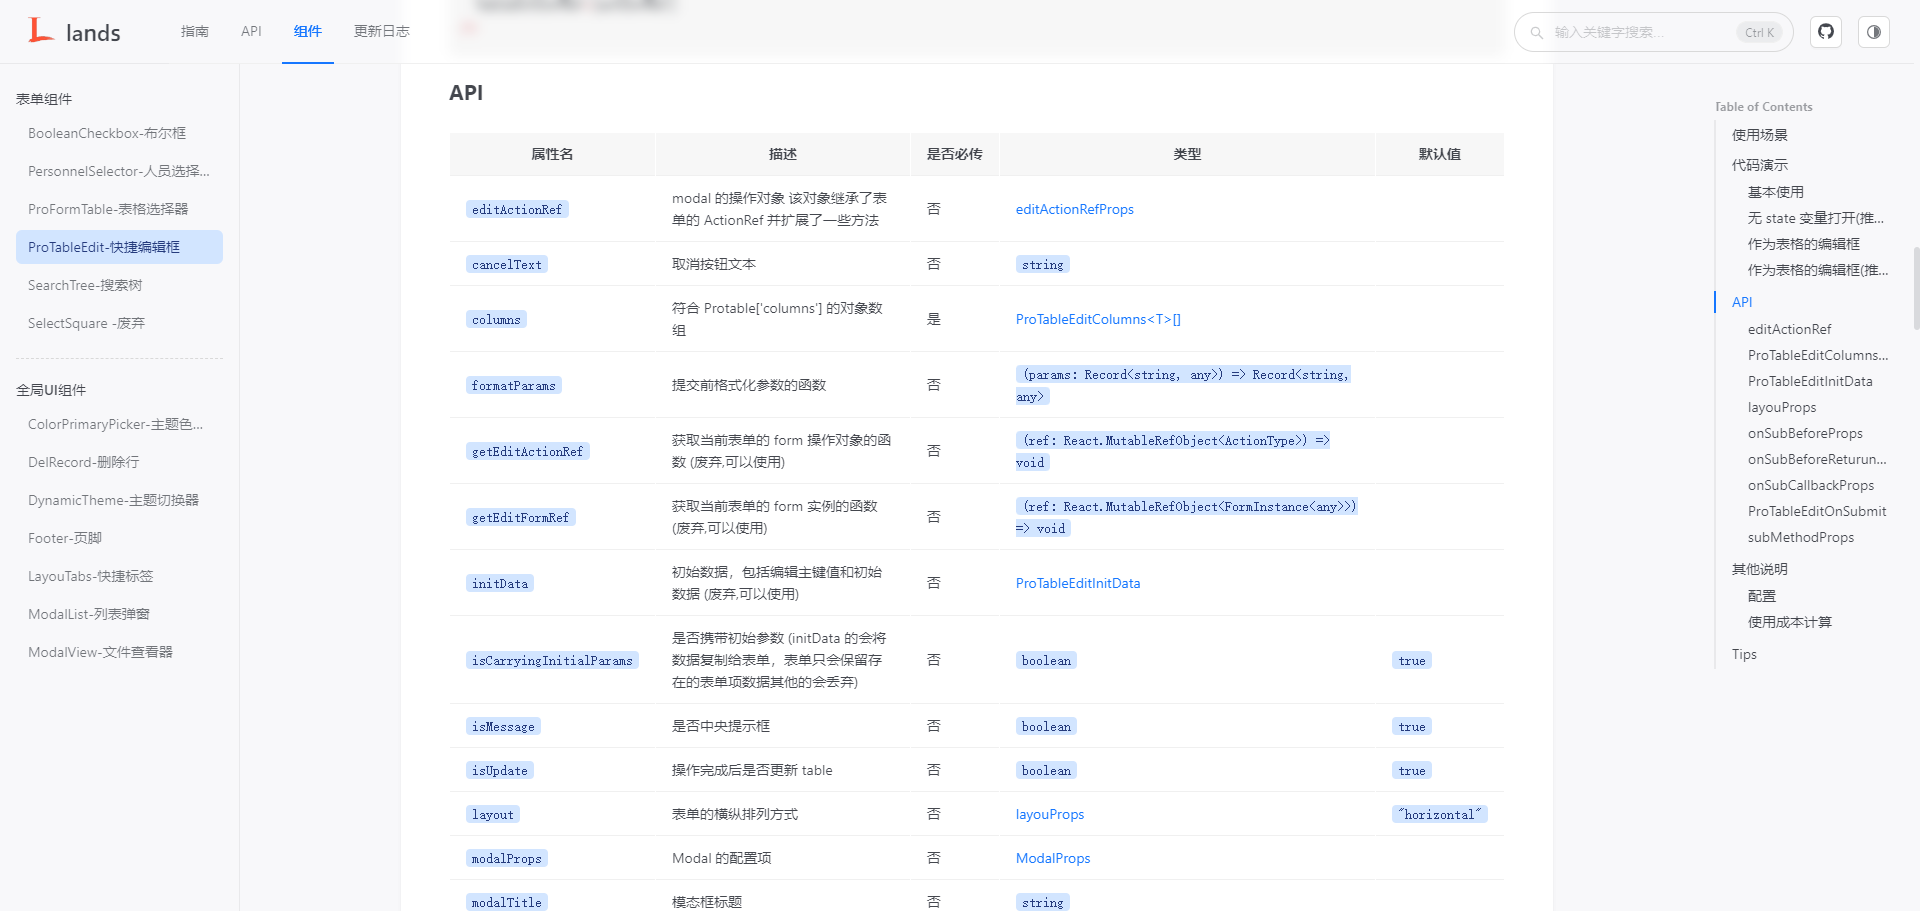 lands
指南
API
组件
更新日志
输入关键字搜索...
Ctrl K
表单组件
BooleanCheckbox-布尔框
PersonnelSelector-人员选择...
ProFormTable-表格选择器
ProTableEdit-快捷编辑框
SearchTree-搜索树
SelectSquare -废弃
全局UI组件
ColorPrimaryPicker-主题色...
DelRecord-删除行
DynamicTheme-主题切换器
Footer-页脚
LayouTabs-快捷标签
ModalList-列表弹窗
ModalView-文件查看器
API
属性名 描述 是否必传 类型 默认值
editActionRef
modal 的操作对象 该对象继承了表
单的 ActionRef 并扩展了一些方法
否
editActionRefProps
cancelText 取消按钮文本 否 string
columns
符合 Protable['columns'] 的对象数
组
是
ProTableEditColumns<T>[]
formatParams
提交前格式化参数的函数
否
(params: Record<string, any>) => Record<string,
any>
getEditActionRef
获取当前表单的 form 操作对象的函
数 (废弃,可以使用)
否
(ref: React.MutableRefObject<ActionType>) =>
void
getEditFormRef
获取当前表单的 form 实例的函数
(废弃,可以使用)
否
(ref: React.MutableRefObject<FormInstance<any>>)
=> void
initData
初始数据，包括编辑主键值和初始
数据 (废弃,可以使用)
否
ProTableEditInitData
isCarryingInitialParams
是否携带初始参数 (initData 的会将
数据复制给表单，表单只会保留存
在的表单项数据其他的会丢弃)
否
boolean
true
isMessage 是否中央提示框 否 boolean true
isUpdate 操作完成后是否更新 table 否 boolean true
layout 表单的横纵排列方式 否 layouProps "horizontal"
modalProps Modal 的配置项 否 ModalProps
modalTitle 模态框标题 否 string
Table of Contents
使用场景
代码演示
基本使用
无 state 变量打开(推...
作为表格的编辑框
作为表格的编辑框(推...
API
editActionRef
ProTableEditColumns...
ProTableEditInitData
layouProps
onSubBeforeProps
onSubBeforeReturun...
onSubCallbackProps
ProTableEditOnSubmit
subMethodProps
其他说明
配置
使用成本计算
Tips